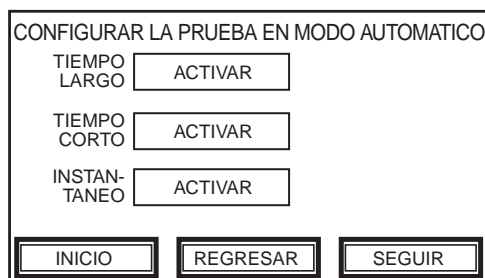 CONFIGURAR LA PRUEBA EN MODO AUTOMATICO
TIEMPO
LARGO
ACTIVAR
TIEMPO
CORTO
ACTIVAR
INSTAN-
TANEO
ACTIVAR
INICIO
REGRESAR
SEGUIR